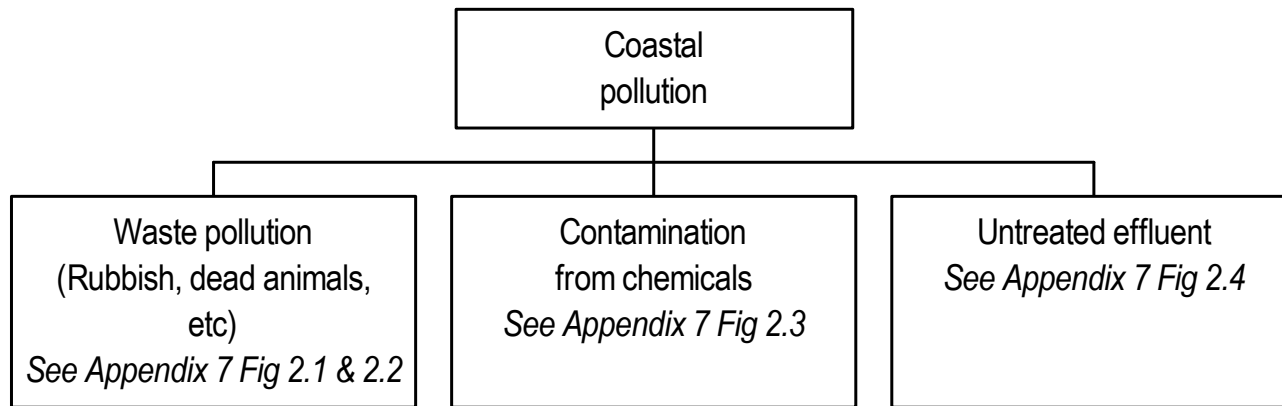 Coastal
pollution
Waste pollution
(Rubbish, dead animals,
etc)
See Appendix 7 Fig 2.1 & 2.2
Contamination
from chemicals
See Appendix 7 Fig 2.3
Untreated effluent
See Appendix 7 Fig 2.4